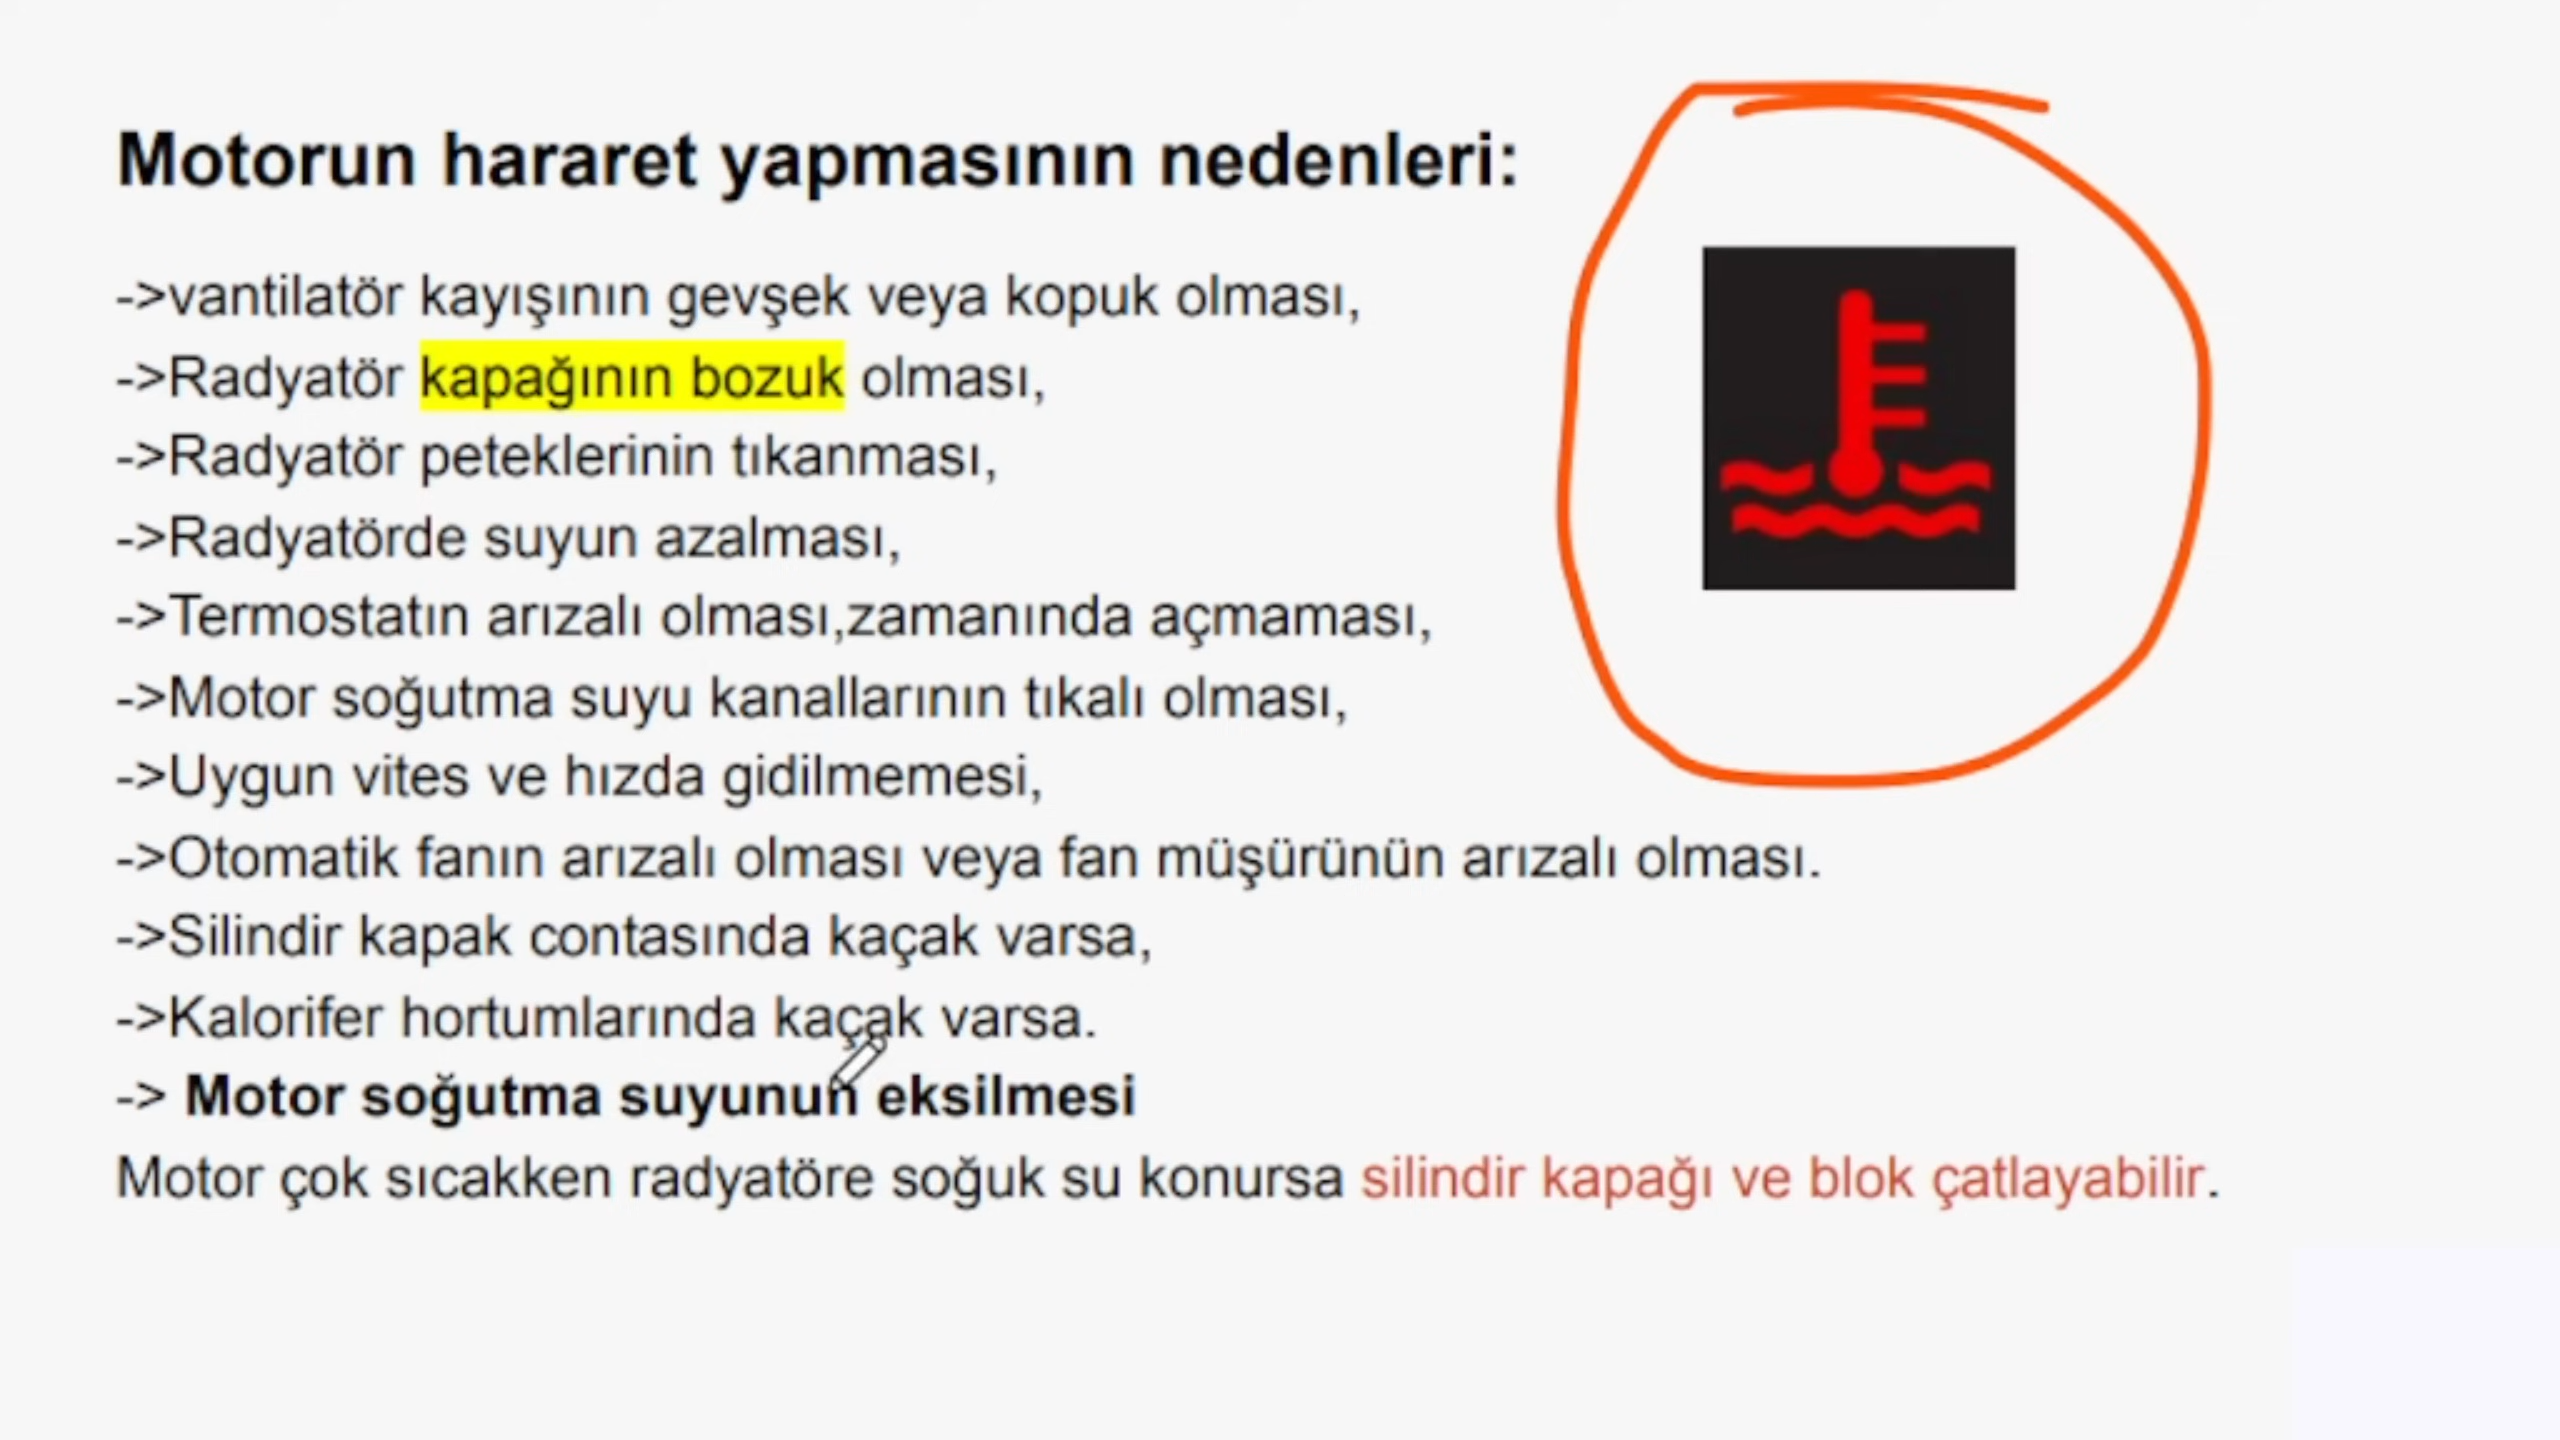 Motorun hararet yapmasının nedenleri:
->vantilatör kayışının gevşek veya kopuk olması,
->Radyatör kapağının bozuk olması,
->Radyatör peteklerinin tıkanması,
->Radyatörde suyun azalması,
->Termostatın arızalı olması,zamanında açmaması,
->Motor soğutma suyu kanallarının tıkalı olması,
->Uygun vites ve hızda gidilmemesi,
->Otomatik fanın arızalı olması veya fan müşürünün arızalı olması.
->Silindir kapak contasında kaçak varsa,
->Kalorifer hortumlarında kaçak varsa.
-> Motor soğutma suyunun eksilmesi
Motor çok sıcakken radyatöre soğuk su konursa silindir kapağı ve blok çatlayabilir.